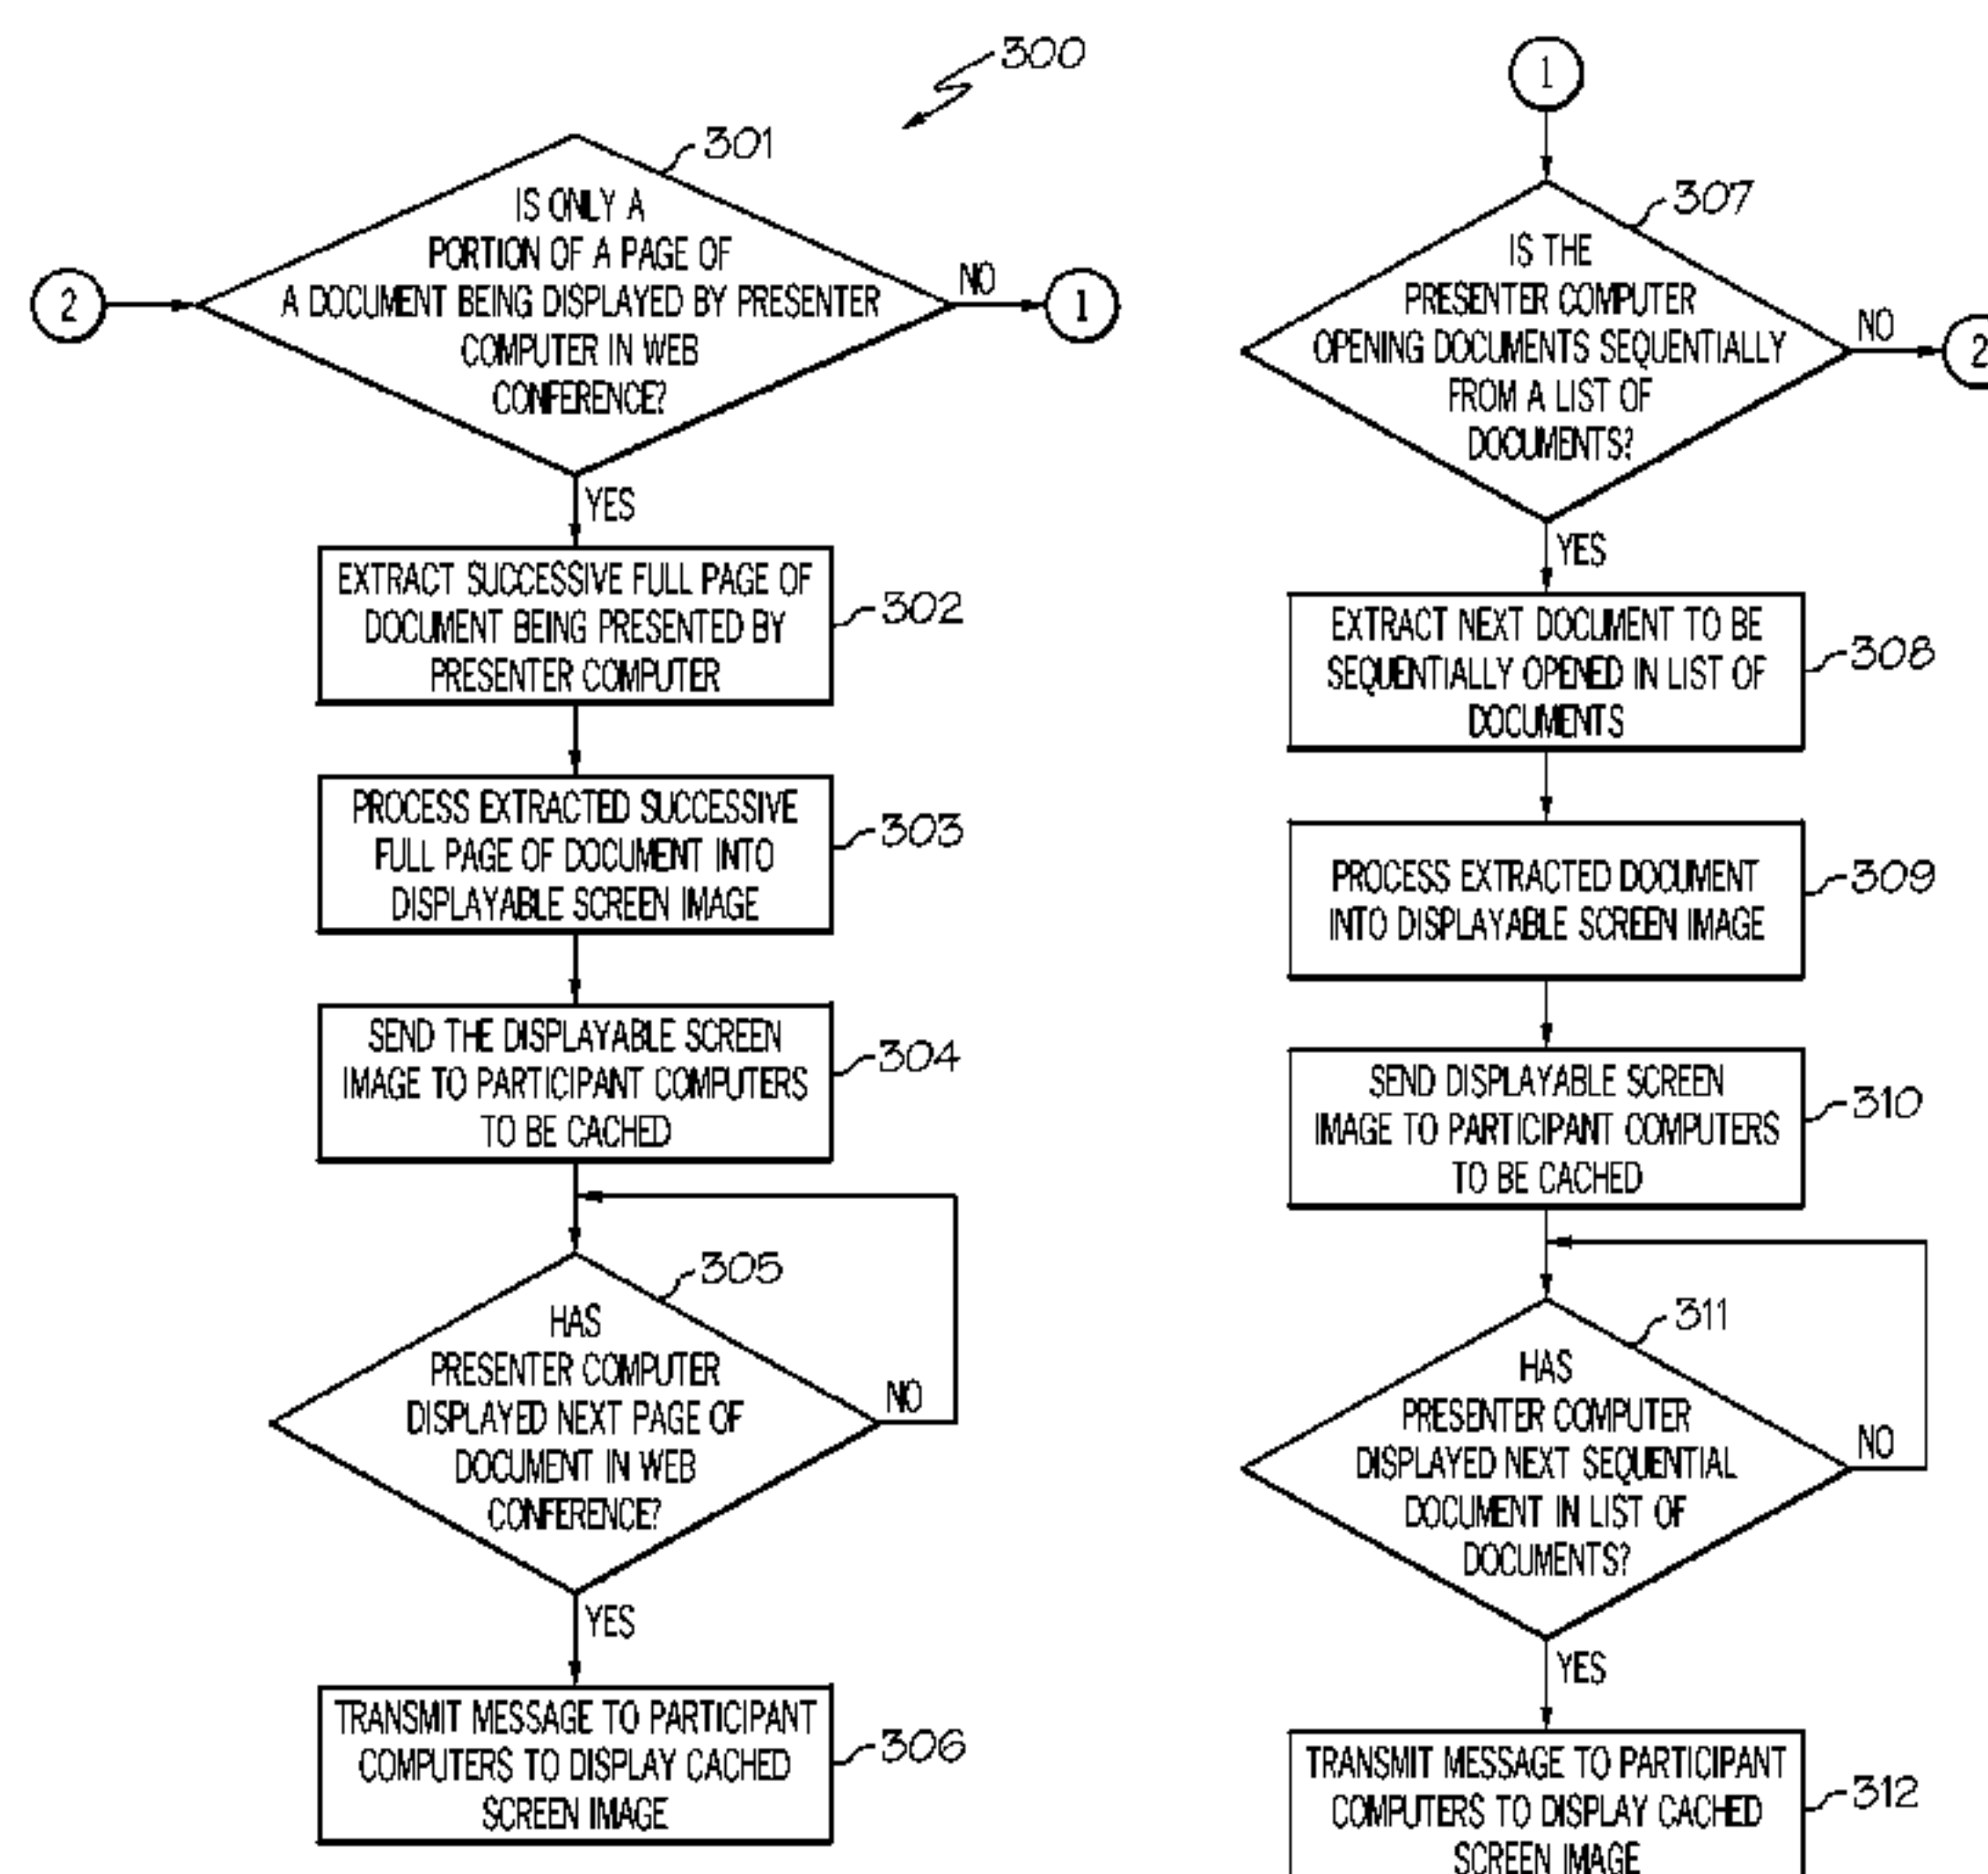 300
301
IS ONLY A
PORTION OF A PAGE OF
A DOCUMENT BEING DISPLAYED BY PRESENTER
COMPUTER IN WEB
CONFERENCE?
2
NO
1
YES
EXTRACT SUCCESSIVE FULL PAGE OF
DOCUMENT BEING PRESENTED BY
PRESENTER COMPUTER
302
PROCESS EXTRACTED SUCCESSIVE
FULL PAGE OF DOCUMENT INTO
DISPLAYABLE SCREEN IMAGE
303
SEND THE DISPLAYABLE SCREEN
IMAGE TO PARTICIPANT COMPUTERS
TO BE CACHED
304
305
HAS
PRESENTER COMPUTER
DISPLAYED NEXT PAGE OF
DOCUMENT IN WEB
CONFERENCE?
NO
YES
TRANSMIT MESSAGE TO PARTICIPANT
COMPUTERS TO DISPLAY CACHED
SCREEN IMAGE
306
1
307
IS THE
PRESENTER COMPUTER
OPENING DOCUMENTS SEQUENTIALLY
FROM A LIST OF
DOCUMENTS?
NO
2
YES
EXTRACT NEXT DOCUMENT TO BE
SEQUENTIALLY OPENED IN LIST OF
DOCUMENTS
308
PROCESS EXTRACTED DOCUMENT
INTO DISPLAYABLE SCREEN IMAGE
309
SEND DISPLAYABLE SCREEN
IMAGE TO PARTICIPANT COMPUTERS
TO BE CACHED
310
311
HAS
PRESENTER COMPUTER
DISPLAYED NEXT SEQUENTIAL
DOCUMENT IN LIST OF
DOCUMENTS?
NO
YES
TRANSMIT MESSAGE TO PARTICIPANT
COMPUTERS TO DISPLAY CACHED
SCREEN IMAGE
312